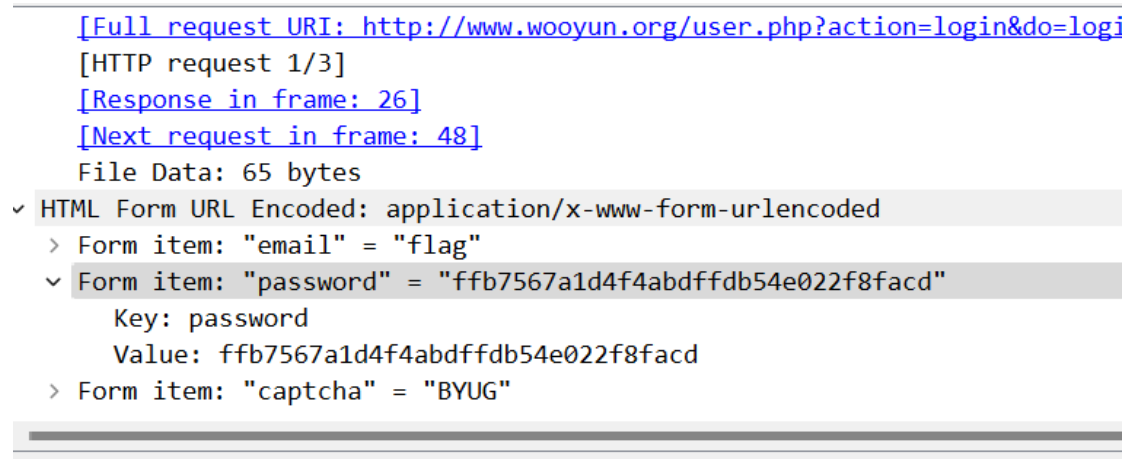 [Full request URI: http://www.wooyun.org/user.php?action=login&do=logi
[HTTP request 1/3]
[Response in frame: 26]
[Next request in frame: 48]
File Data: 65 bytes
HTML Form URL Encoded: application/x-www-form-urlencoded
Form item: "email" = "flag"
Form item: "password" = "ffb7567a1d4f4abdffdb54e022f8facd"
Key: password
Value: ffb7567a1d4f4abdffdb54e022f8facd
Form item: "captcha" = "BYUG"